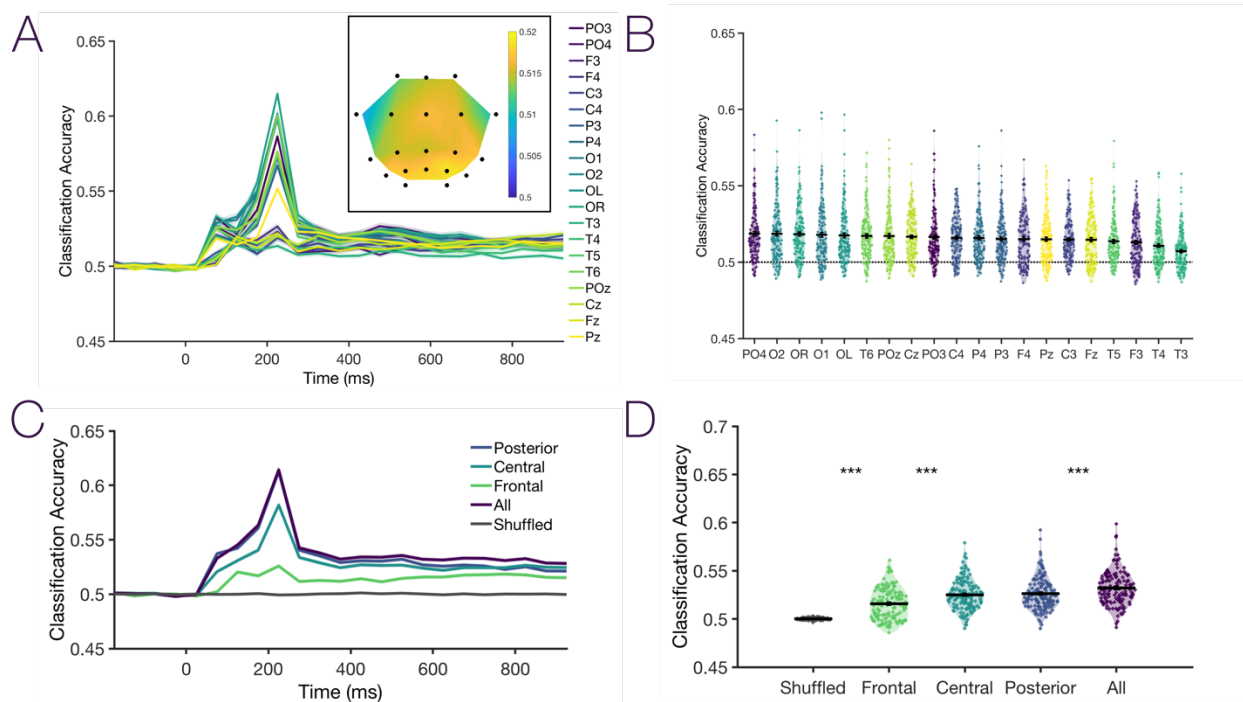 A
Classification Accuracy
0.65
0.6
0.55
0.5
0.45
0 200 400 600 800
Time (ms)
0.52
0.515
0.51
0.505
0.5
PO3
PO4
F3
F4
C3
C4
P3
P4
O1
O2
OL
OR
T3
T4
T5
T6
POz
Cz
Fz
Pz
B
Classification Accuracy
0.65
0.6
0.55
0.5
0.45
PO4 O2 OR O1 OL T6 POz Cz PO3 C4 P4 P3 F4 Pz C3 Fz T5 F3 T4 T3
C
Classification Accuracy
0.65
0.6
0.55
0.5
0.45
0 200 400 600 800
Time (ms)
Posterior
Central
Frontal
All
Shuffled
D
Classification Accuracy
0.7
0.65
0.6
0.55
0.5
0.45
*** *** ***
Shuffled Frontal Central Posterior All